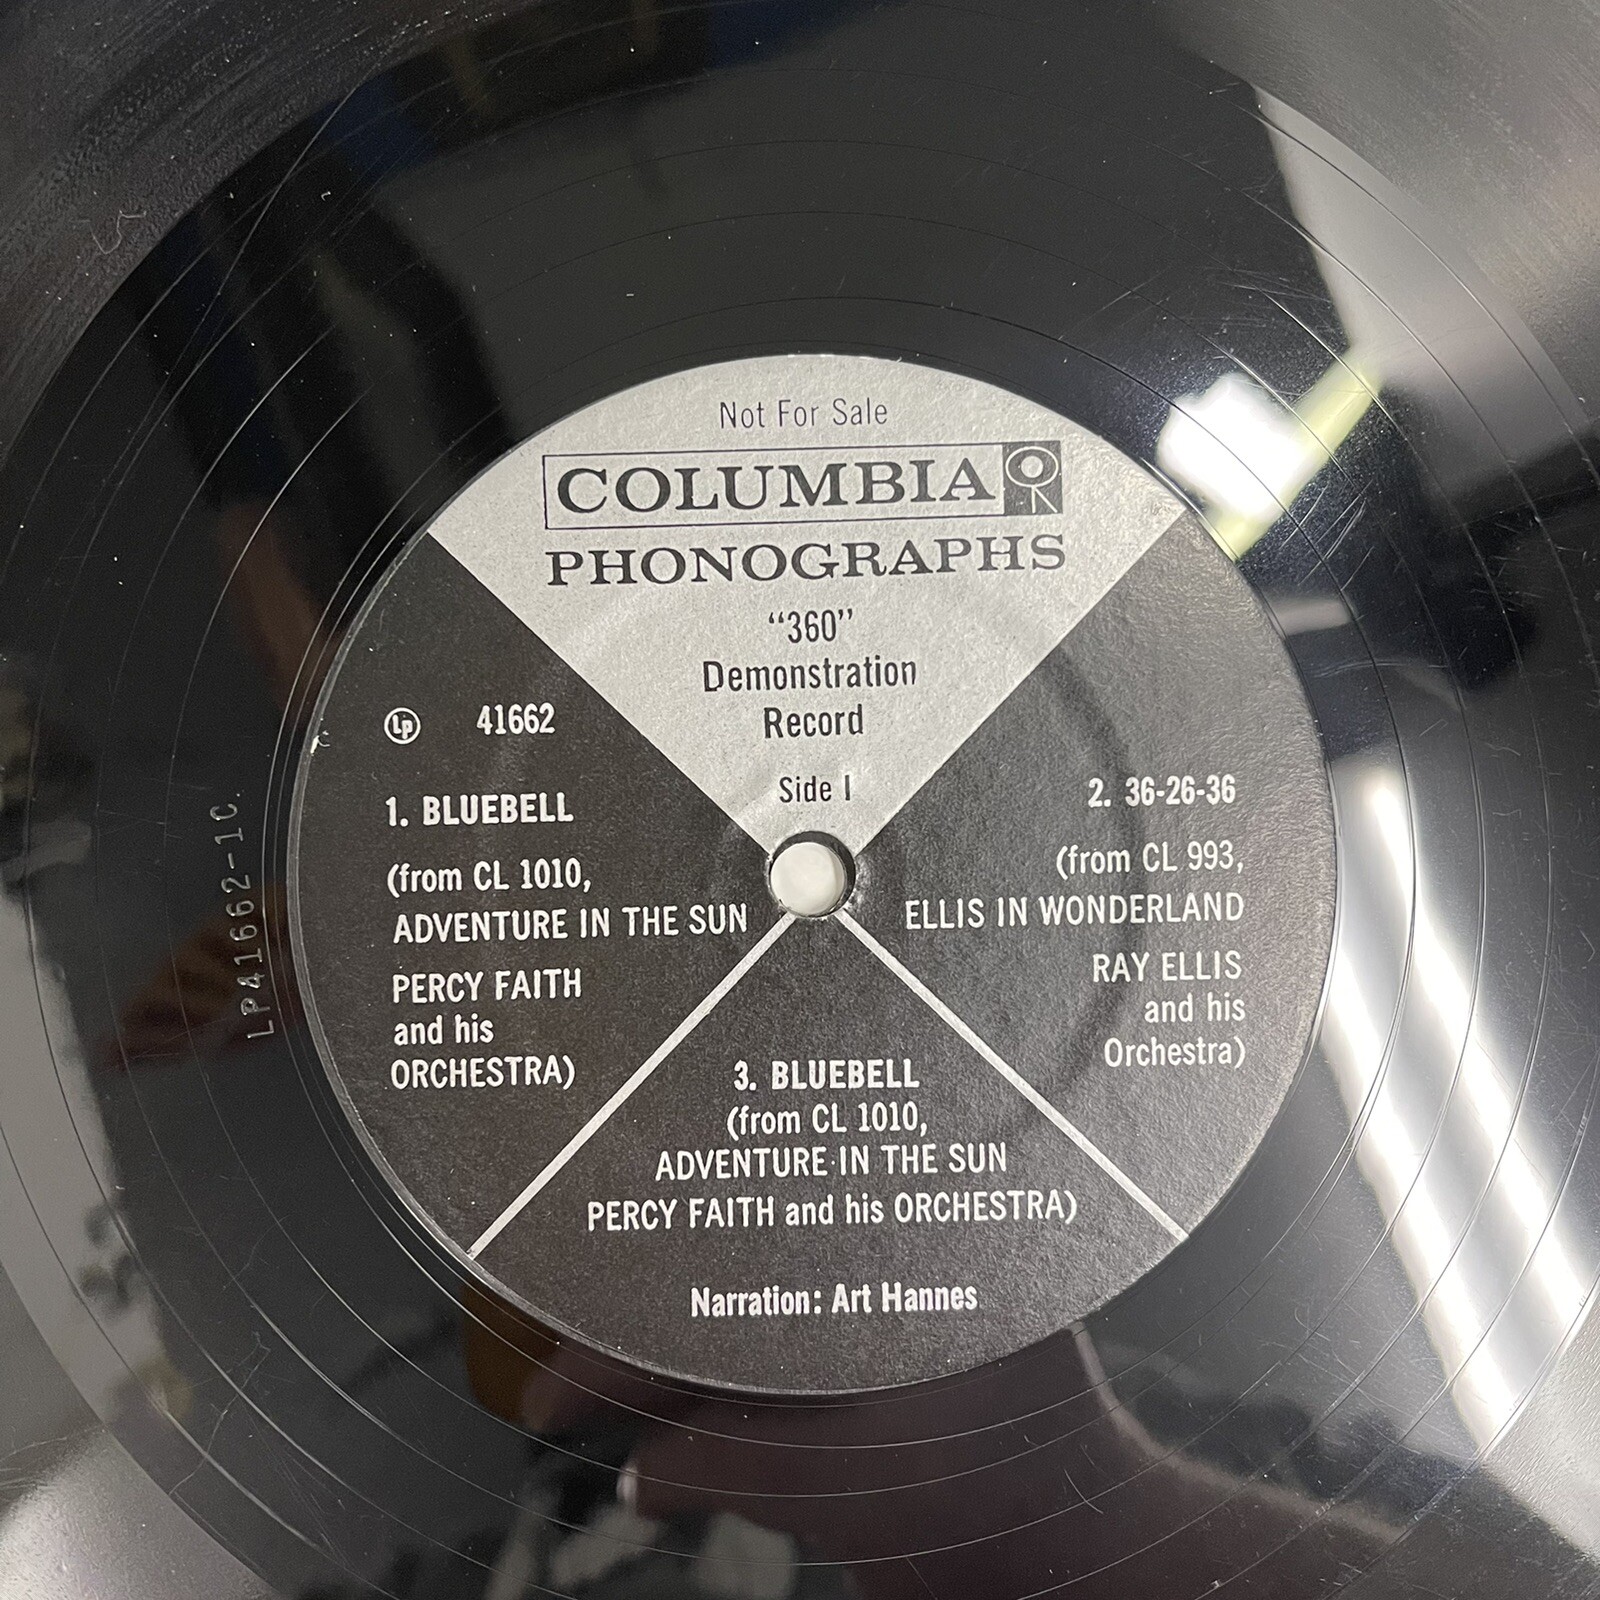 Not For Sale
COLUMBIA
PHONOGRAPHS
“360”
Demonstration
Record
Side 1
Lp 41662
1. BLUEBELL
(from CL 1010,
ADVENTURE IN THE SUN
PERCY FAITH
and his
ORCHESTRA)
2. 36-26-36
(from CL 993,
ELLIS IN WONDERLAND
RAY ELLIS
and his
Orchestra)
3. BLUEBELL
(from CL 1010,
ADVENTURE IN THE SUN
PERCY FAITH and his ORCHESTRA)
Narration: Art Hannes
LP41662-1C.